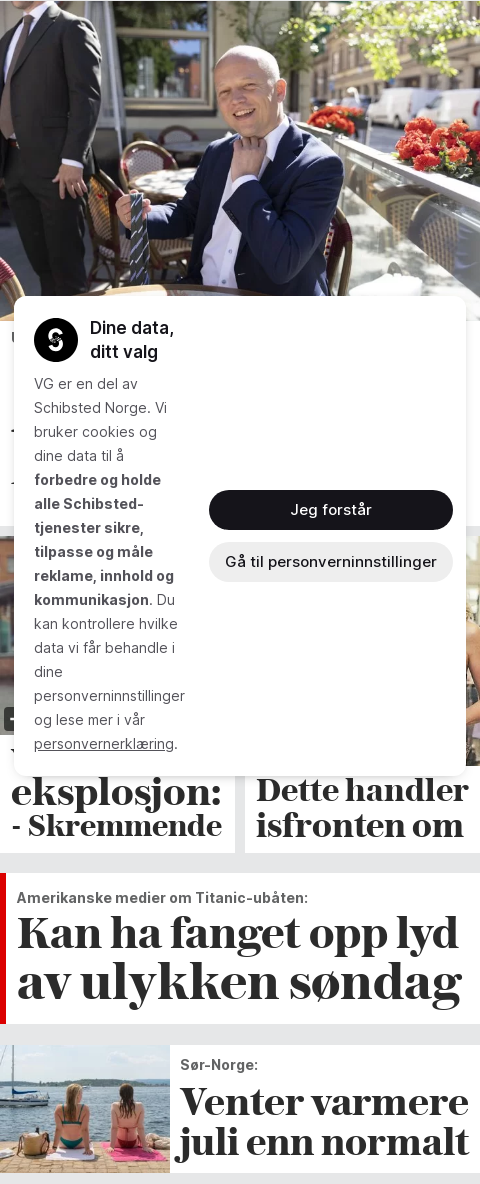 Dine data,
ditt valg
VG er en del av
Schibsted Norge. Vi
bruker cookies og
dine data til å
forbedre og holde
alle Schibsted-
tjenester sikre,
tilpasse og måle
reklame, innhold og
kommunikasjon. Du
kan kontrollere hvilke
data vi får behandle i
dine
personverninnstillinger
og lese mer i vår
personvernerklæring.
Jeg forstår
Gå til personverninnstillinger
eksplosjon:
- Skremmende
Dette handler
isfronten om
Amerikanske medier om Titanic-ubåten:
Kan ha fanget opp lyd
av ulykken søndag
Sør-Norge:
Venter varmere
juli enn normalt